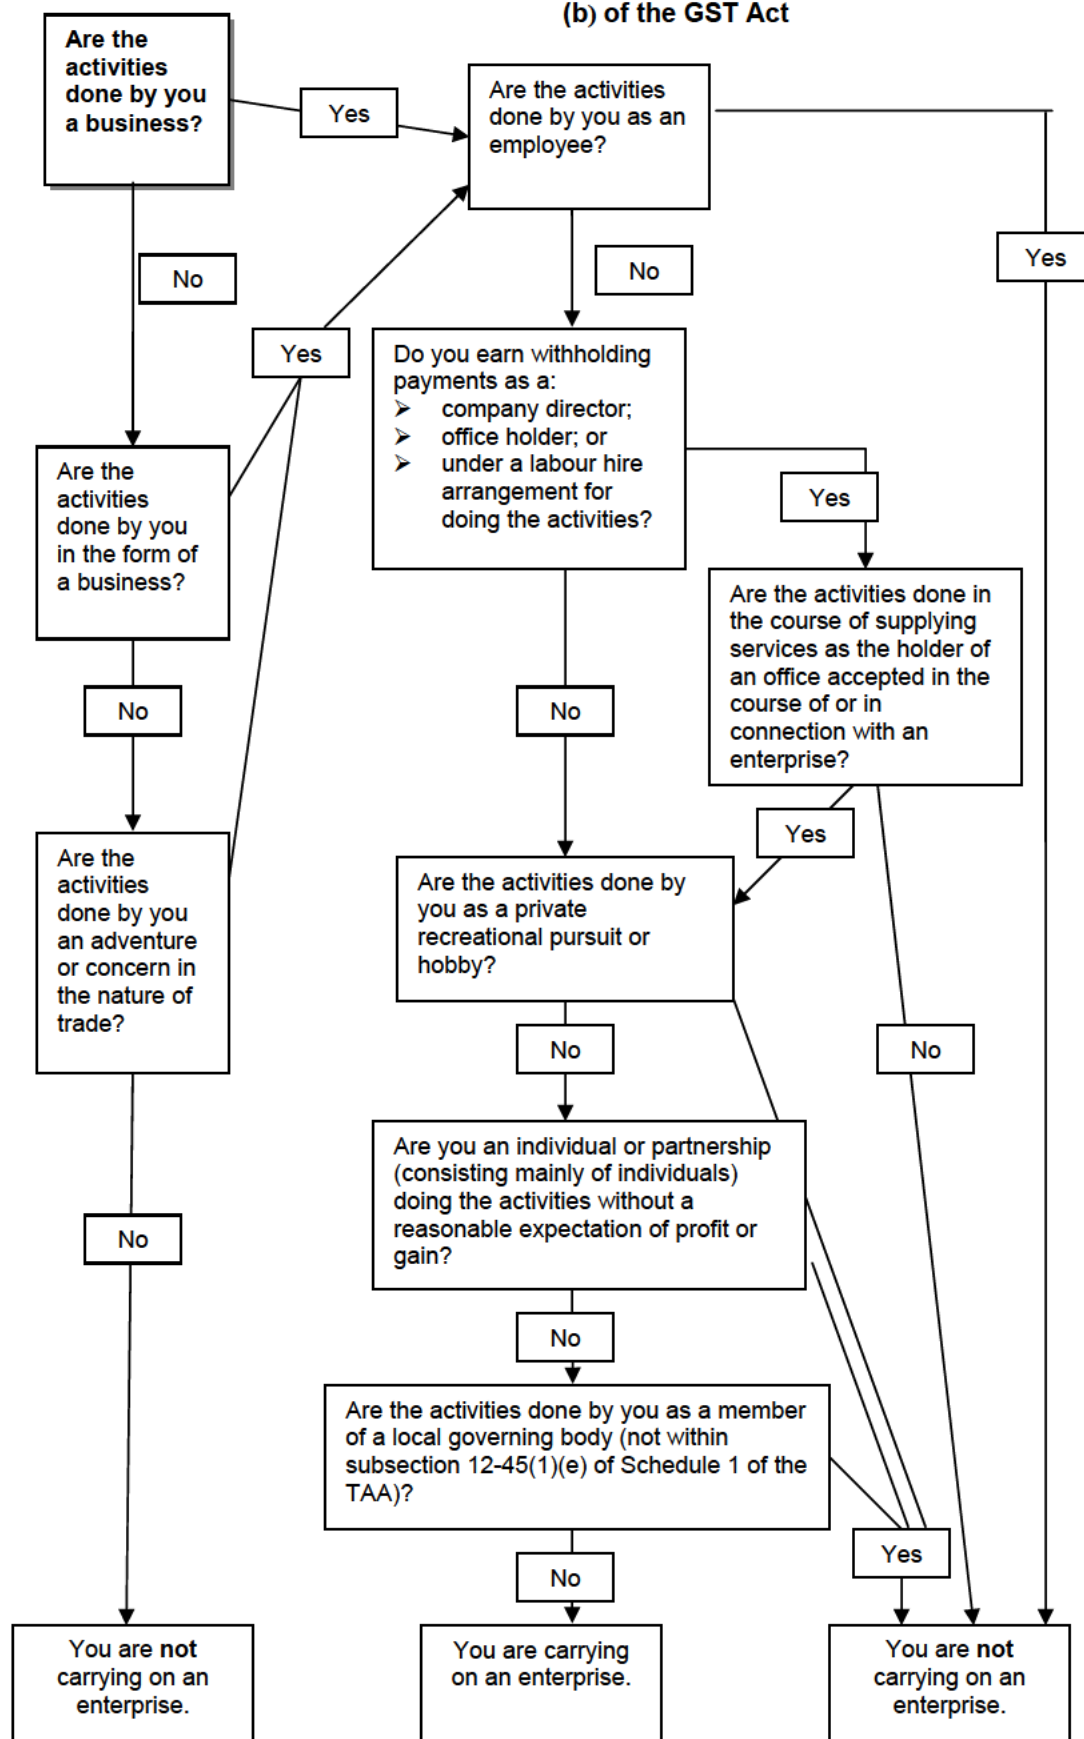 (b) of the GST Act
Are the
activities
done by you
a business?
Yes
Are the activities
done by you as an
employee?
Yes
No
No
Yes
Do you earn withholding
payments as a:
➢ company director;
➢ office holder; or
➢ under a labour hire
arrangement for
doing the activities?
Yes
Are the
activities
done by you
in the form of
a business?
Are the activities done in
the course of supplying
services as the holder of
an office accepted in the
course of or in
connection with an
enterprise?
No
No
Yes
Are the
activities
done by you
an adventure
or concern in
the nature of
trade?
Are the activities done by
you as a private
recreational pursuit or
hobby?
No
No
Are you an individual or partnership
(consisting mainly of individuals)
doing the activities without a
reasonable expectation of profit or
gain?
No
No
Are the activities done by you as a member
of a local governing body (not within
subsection 12-45(1)(e) of Schedule 1 of the
TAA)?
Yes
No
You are not
carrying on an
enterprise.
You are carrying
on an enterprise.
You are not
carrying on an
enterprise.